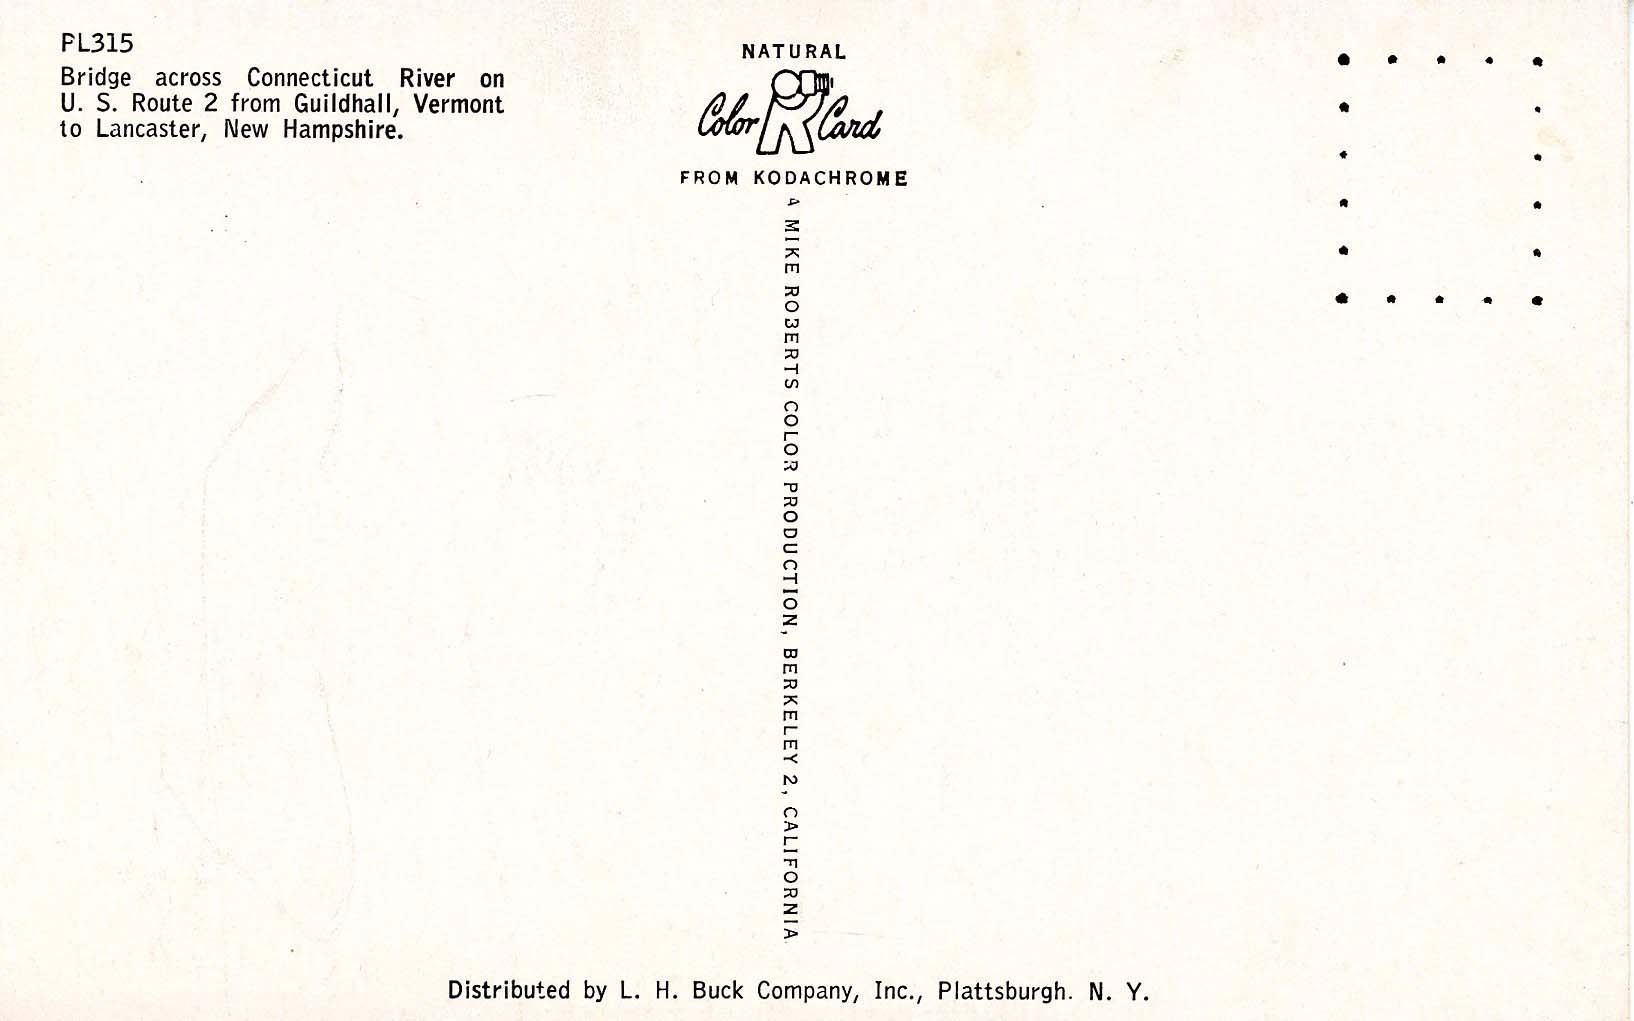 PL315
Bridge across Connecticut River on
U. S. Route 2 from Guildhall, Vermont
to Lancaster, New Hampshire.
NATURAL
Color Card
FROM KODACHROME
A MIKE ROBERTS COLOR PRODUCTION, BERKELEY 2, CALIFORNIA
Distributed by L. H. Buck Company, Inc., Plattsburgh. N. Y.